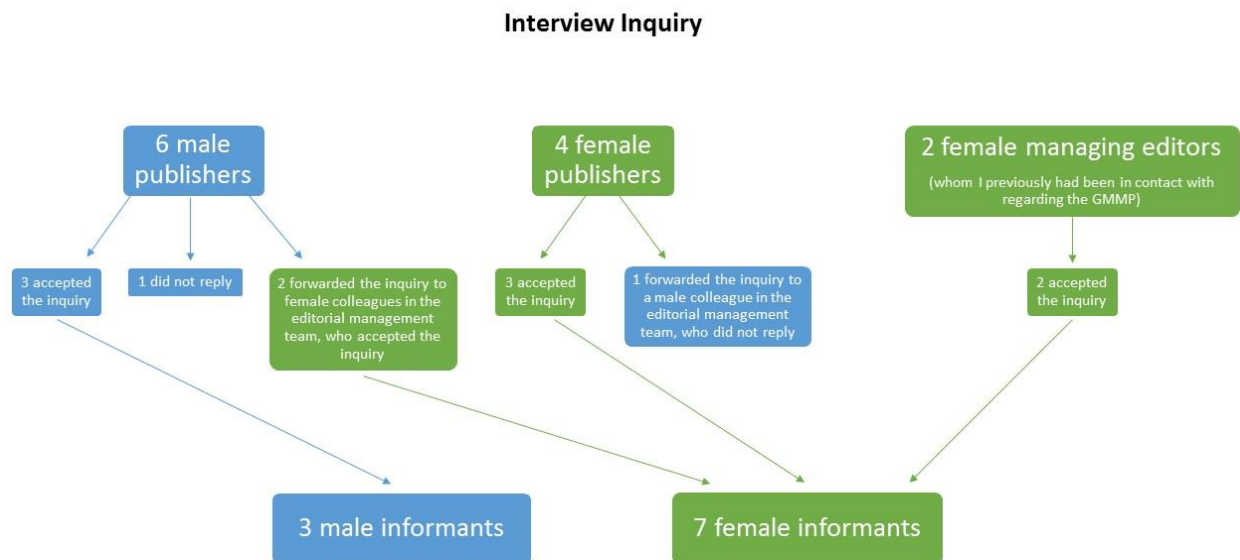 Interview Inquiry
6 male
publishers
4 female
publishers
2 female managing editors
(whom I previously had been in contact with
regarding the GMMP)
3 accepted
the inquiry
1 did not reply
2 forwarded the inquiry to
female colleagues in the
editorial management
team, who accepted the
inquiry
3 accepted
the inquiry
1 forwarded the inquiry to
a male colleague in the
editorial management
team, who did not reply
2 accepted
the inquiry
3 male informants
7 female informants